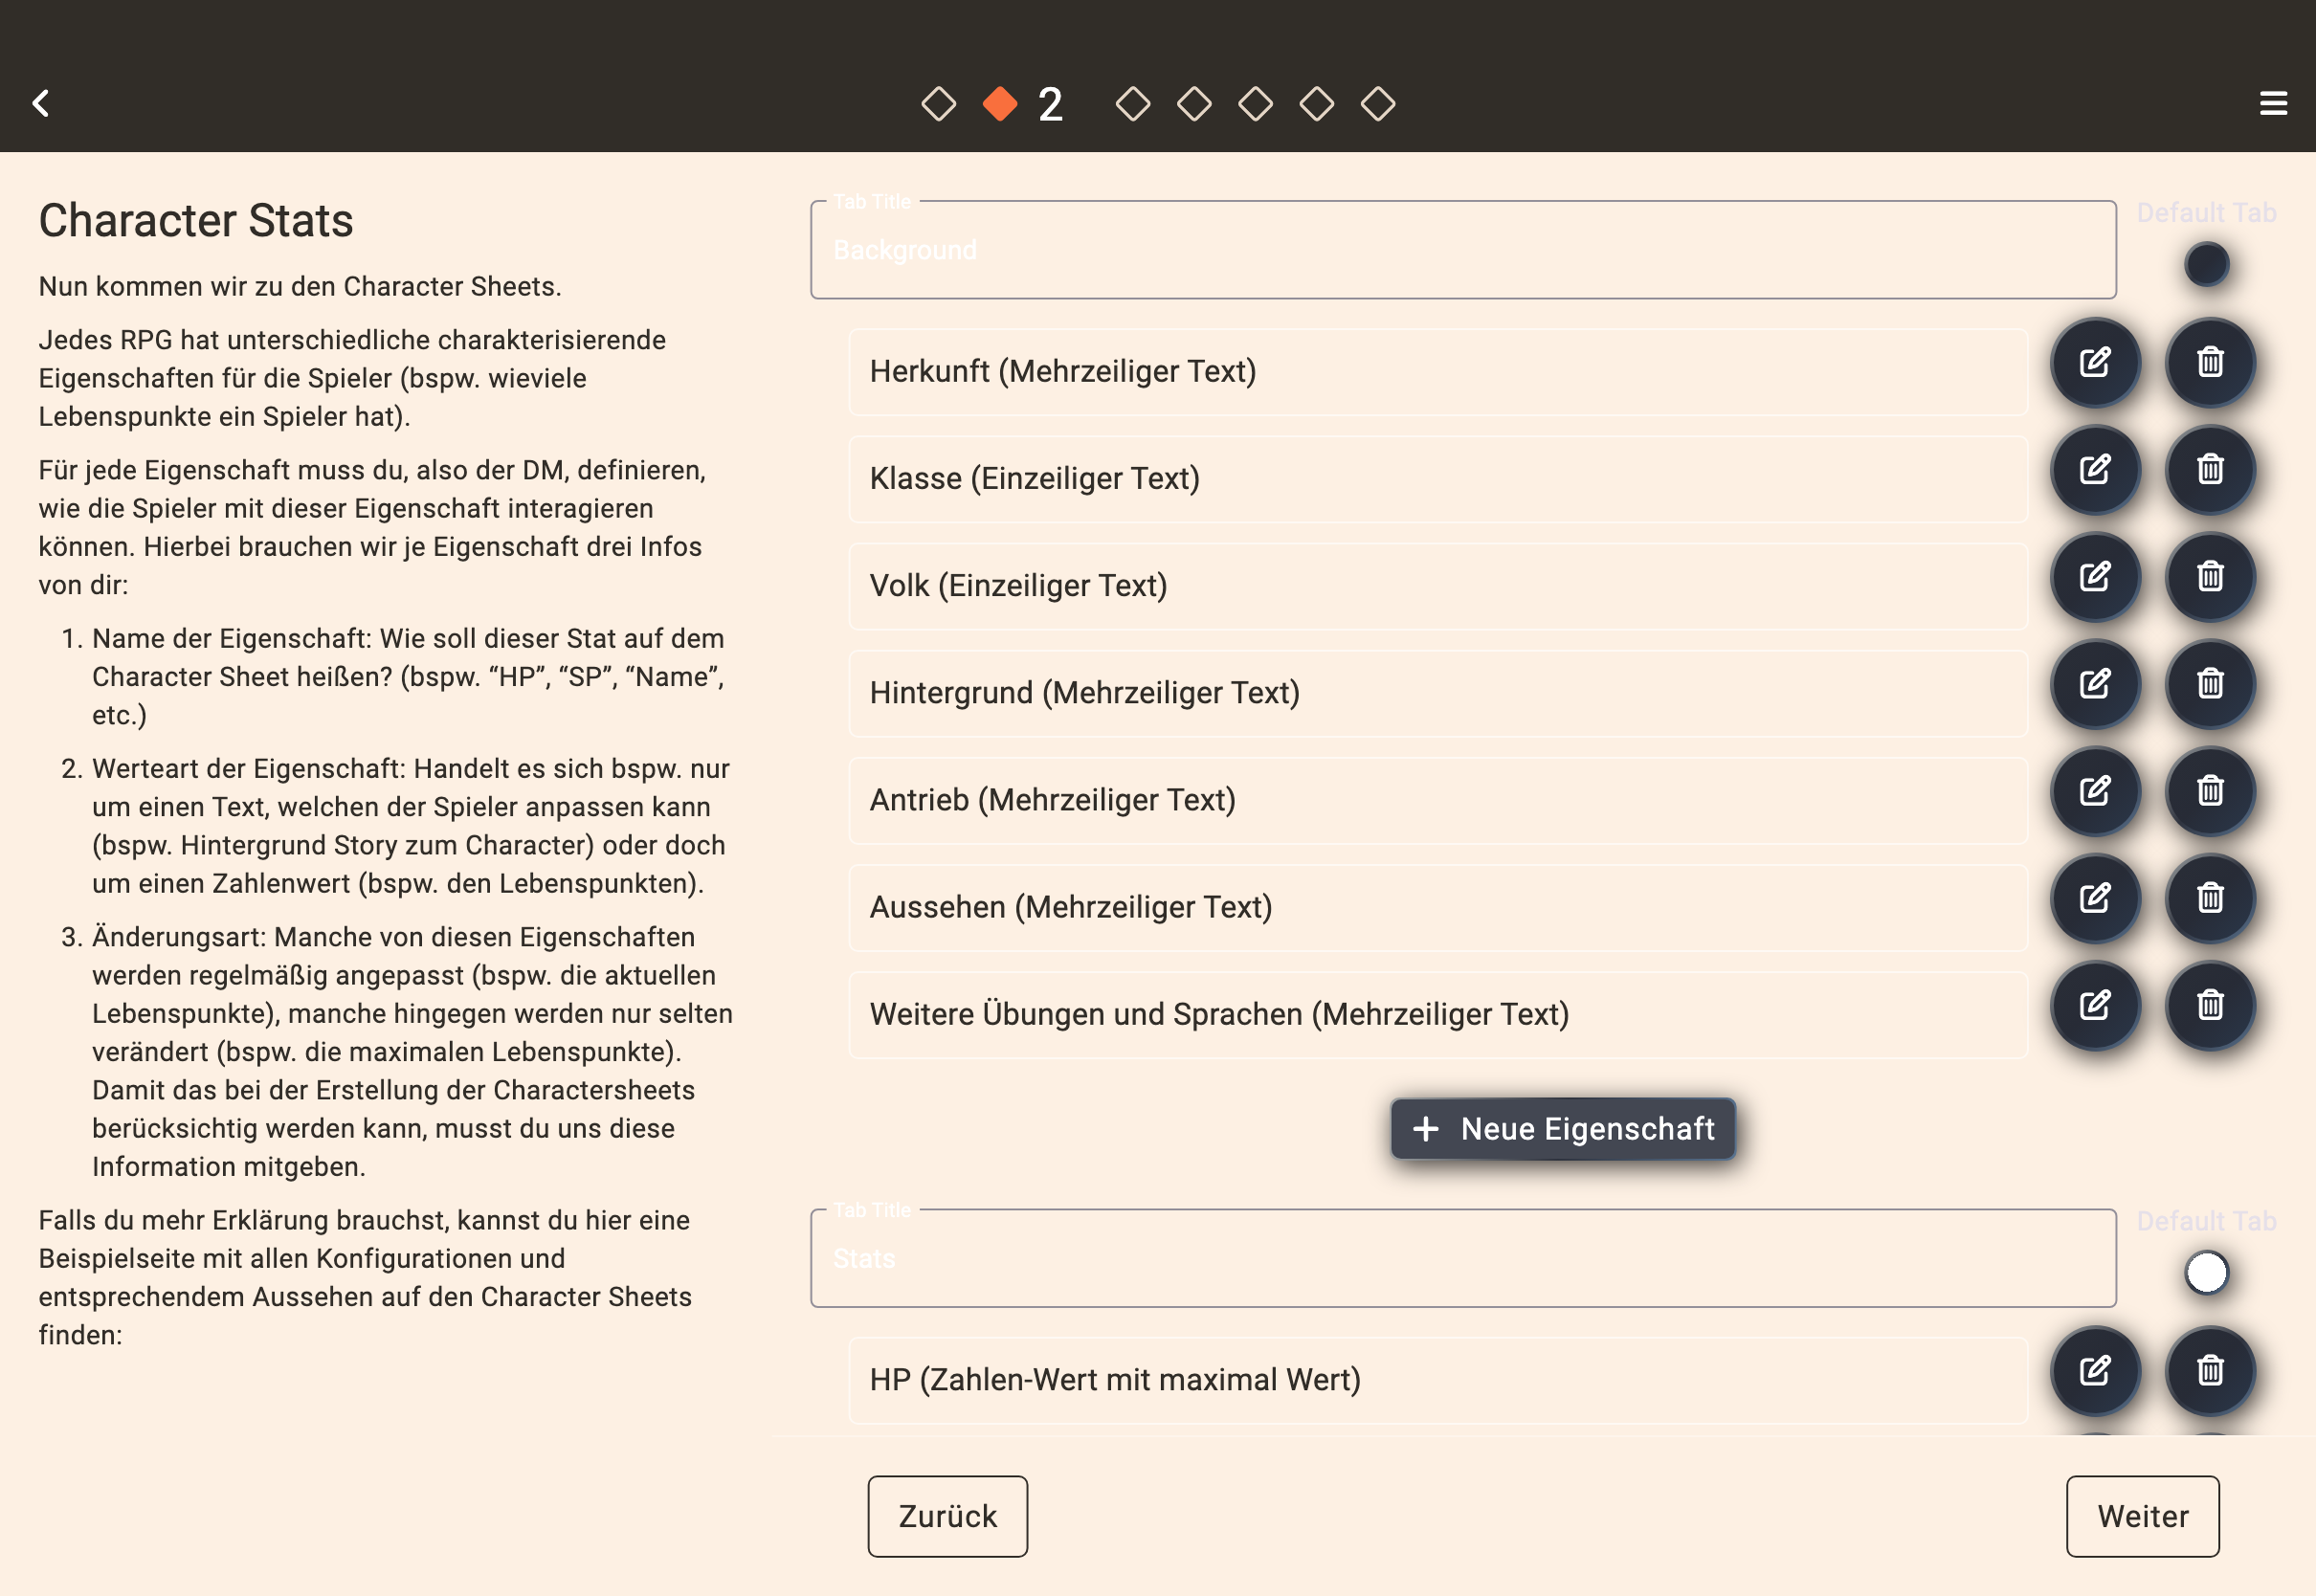 2
Character Stats
Nun kommen wir zu den Character Sheets.
Jedes RPG hat unterschiedliche charakterisierende
Eigenschaften für die Spieler (bspw. wieviele
Lebenspunkte ein Spieler hat).
Für jede Eigenschaft muss du, also der DM, definieren,
wie die Spieler mit dieser Eigenschaft interagieren
können. Hierbei brauchen wir je Eigenschaft drei Infos
von dir:
1. Name der Eigenschaft: Wie soll dieser Stat auf dem
Character Sheet heißen? (bspw. “HP”, “SP”, “Name”,
etc.)
2. Werteart der Eigenschaft: Handelt es sich bspw. nur
um einen Text, welchen der Spieler anpassen kann
(bspw. Hintergrund Story zum Character) oder doch
um einen Zahlenwert (bspw. den Lebenspunkten).
3. Änderungsart: Manche von diesen Eigenschaften
werden regelmäßig angepasst (bspw. die aktuellen
Lebenspunkte), manche hingegen werden nur selten
verändert (bspw. die maximalen Lebenspunkte).
Damit das bei der Erstellung der Charactersheets
berücksichtig werden kann, musst du uns diese
Information mitgeben.
Falls du mehr Erklärung brauchst, kannst du hier eine
Beispielseite mit allen Konfigurationen und
entsprechendem Aussehen auf den Character Sheets
finden:
Tab Title
Background
Default Tab
Herkunft (Mehrzeiliger Text)
Klasse (Einzeiliger Text)
Volk (Einzeiliger Text)
Hintergrund (Mehrzeiliger Text)
Antrieb (Mehrzeiliger Text)
Aussehen (Mehrzeiliger Text)
Weitere Übungen und Sprachen (Mehrzeiliger Text)
+ Neue Eigenschaft
Tab Title
Stats
Default Tab
HP (Zahlen-Wert mit maximal Wert)
Zurück
Weiter